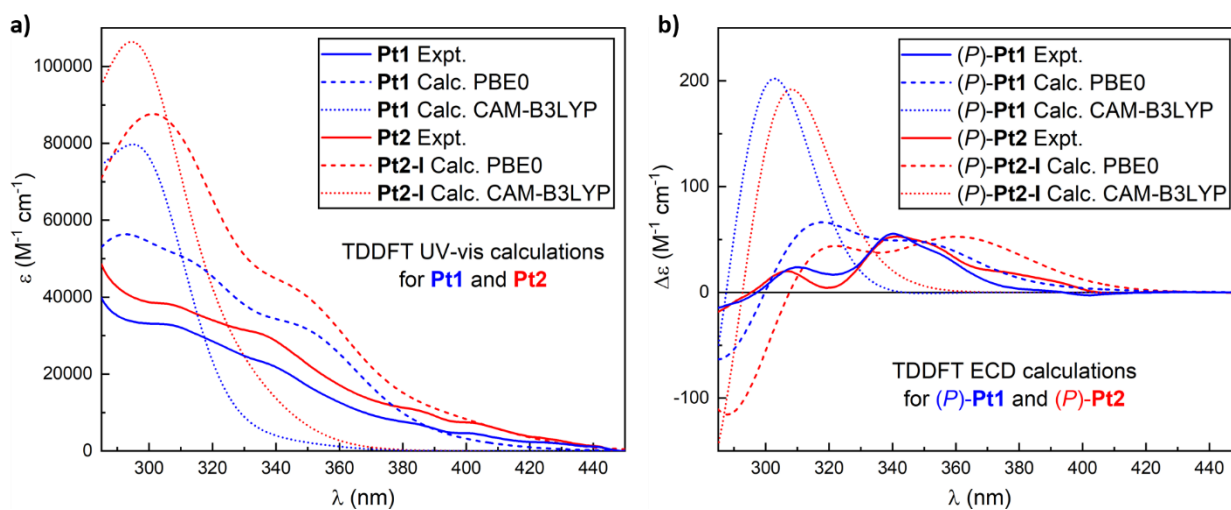 a)
Pt1 Expt.
Pt1 Calc. PBE0
Pt1 Calc. CAM-B3LYP
Pt2 Expt.
Pt2-I Calc. PBE0
Pt2-I Calc. CAM-B3LYP
TDDFT UV-vis calculations
for Pt1 and Pt2
ε (M⁻¹ cm⁻¹)
100000
80000
60000
40000
20000
0
300 320 340 360 380 400 420 440
λ (nm)
b)
(P)-Pt1 Expt.
(P)-Pt1 Calc. PBE0
(P)-Pt1 Calc. CAM-B3LYP
(P)-Pt2 Expt.
(P)-Pt2-I Calc. PBE0
(P)-Pt2-I Calc. CAM-B3LYP
TDDFT ECD calculations
for (P)-Pt1 and (P)-Pt2
Δε (M⁻¹ cm⁻¹)
200
100
0
-100
300 320 340 360 380 400 420 440
λ (nm)